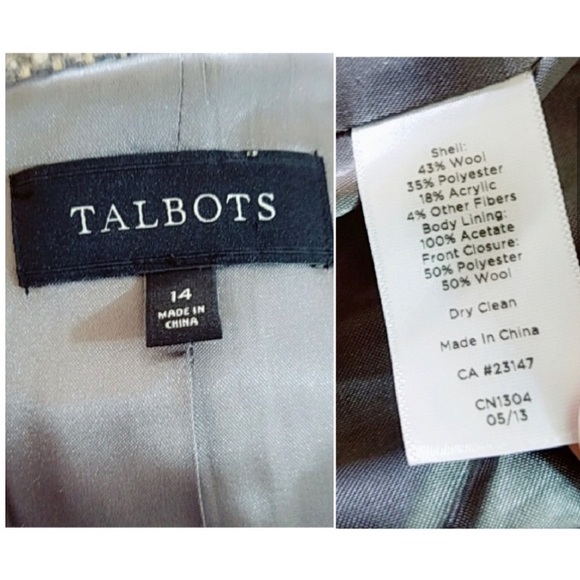 TALBOTS
14
MADE IN
CHINA
Shell:
43% Wool
35% Polyester
18% Acrylic
4% Other Fibers
Body Lining:
100% Acetate
Front Closure:
50% Polyester
50% Wool
Dry Clean
Made In China
CA #23147
CN1304
05/13